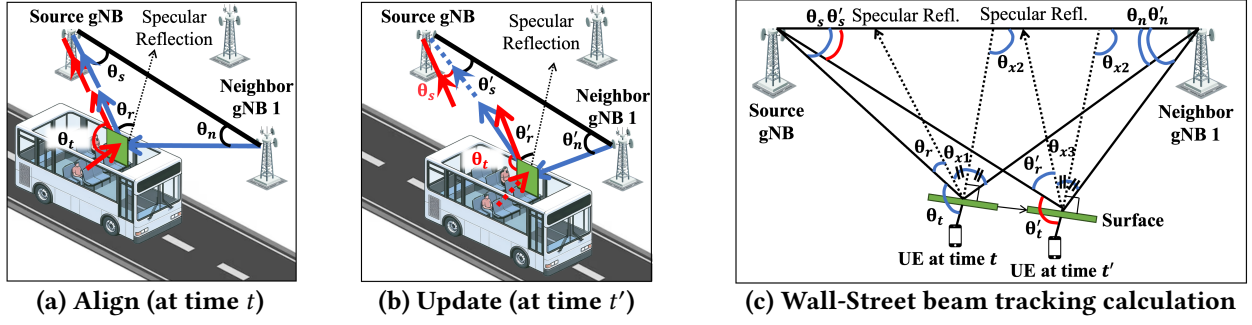 Source gNB
Specular
Reflection
θs
Neighbor
gNB 1
θr
θn
θt
(a) Align (at time t)
Source gNB
Specular
Reflection
θ's
θs
Neighbor
gNB 1
θ'r
θ'n
θt
(b) Update (at time t')
θs θ's Specular Refl. Specular Refl. θn θ'n
θx2 θx2
Source
gNB
Neighbor
gNB 1
θr θx1 θ'r θx3
θt
θ't
Surface
UE at time t
UE at time t'
(c) Wall-Street beam tracking calculation